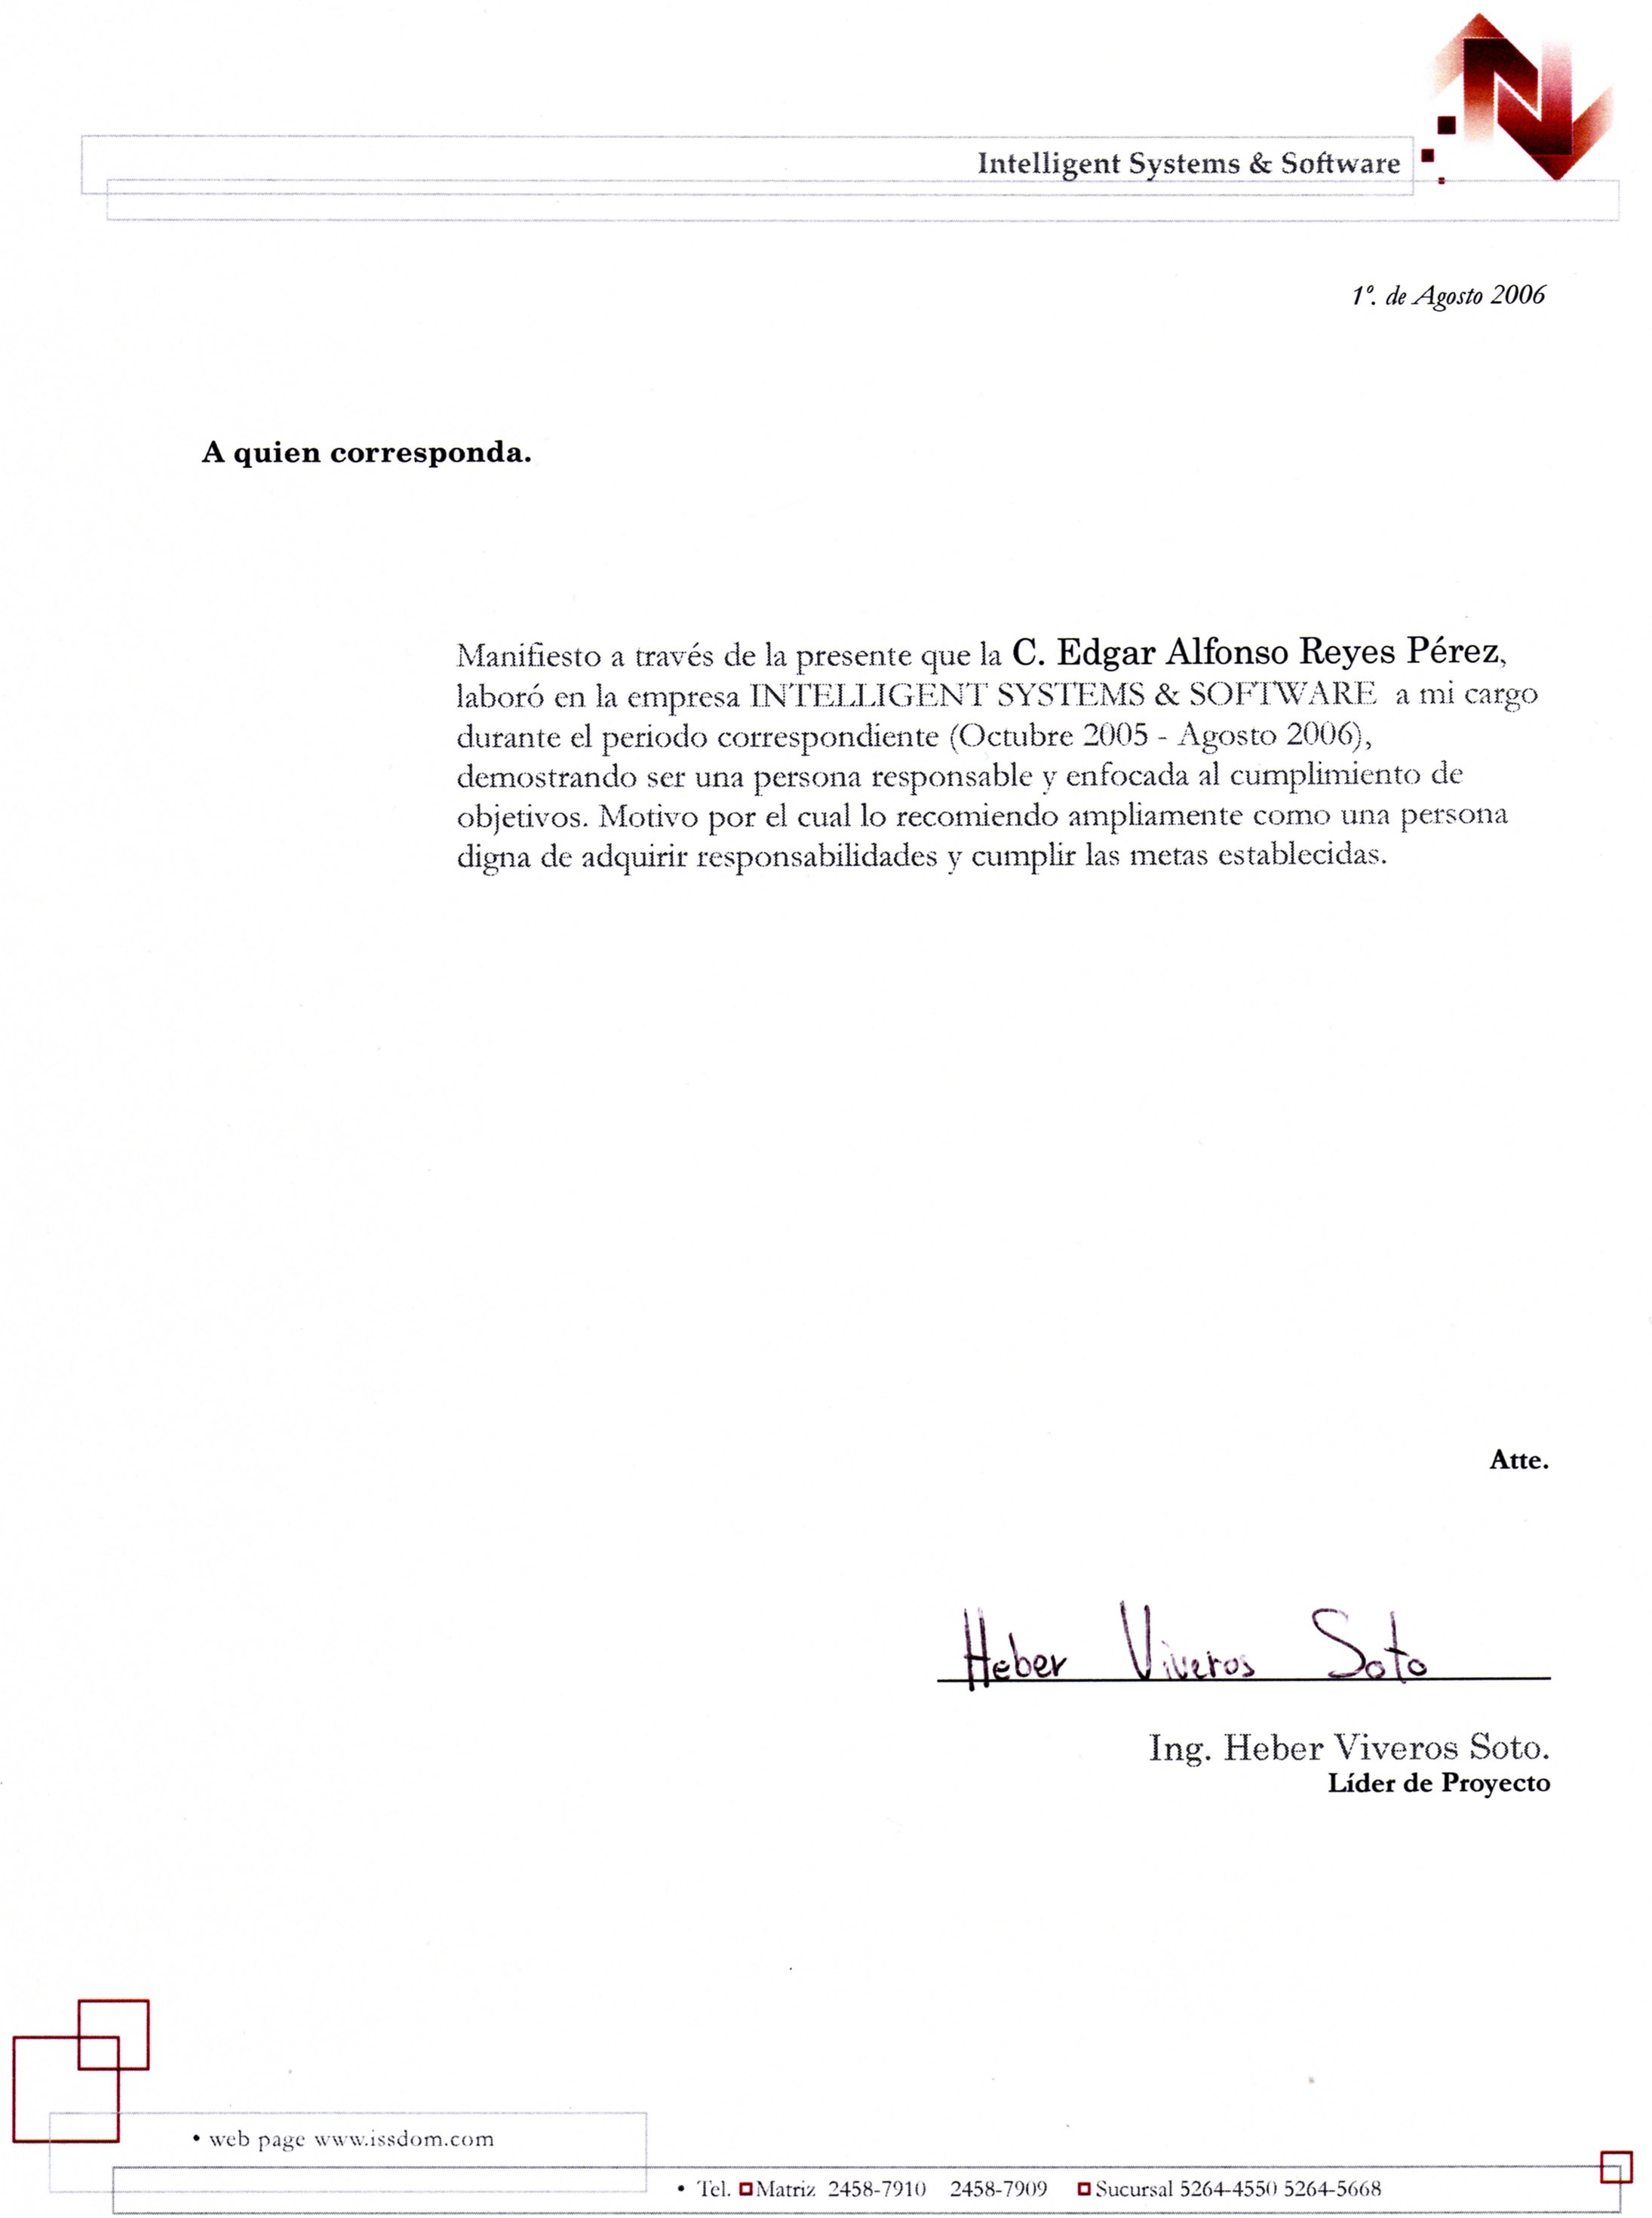 Intelligent Systems & Software
1º. de Agosto 2006
A quien corresponda.
Manifiesto a través de la presente que la C. Edgar Alfonso Reyes Pérez,
laboró en la empresa INTELLIGENT SYSTEMS & SOFTWARE a mi cargo
durante el periodo correspondiente (Octubre 2005 - Agosto 2006),
demostrando ser una persona responsable y enfocada al cumplimiento de
objetivos. Motivo por el cual lo recomiendo ampliamente como una persona
digna de adquirir responsabilidades y cumplir las metas establecidas.
Atte.
Heber Viveros Soto
Ing. Heber Viveros Soto.
Líder de Proyecto
• web page www.issdom.com
• Tel. Matriz 2458-7910 2458-7909 Sucursal 5264-4550 5264-5668